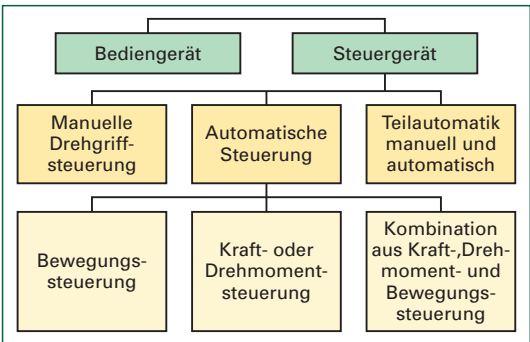 Bediengerät
Steuergerät
Manuelle
Drehgriff-
steuerung
Automatische
Steuerung
Teilautomatik
manuell und
automatisch
Bewegungs-
steuerung
Kraft- oder
Drehmoment-
steuerung
Kombination
aus Kraft-,Dreh-
moment- und
Bewegungs-
steuerung